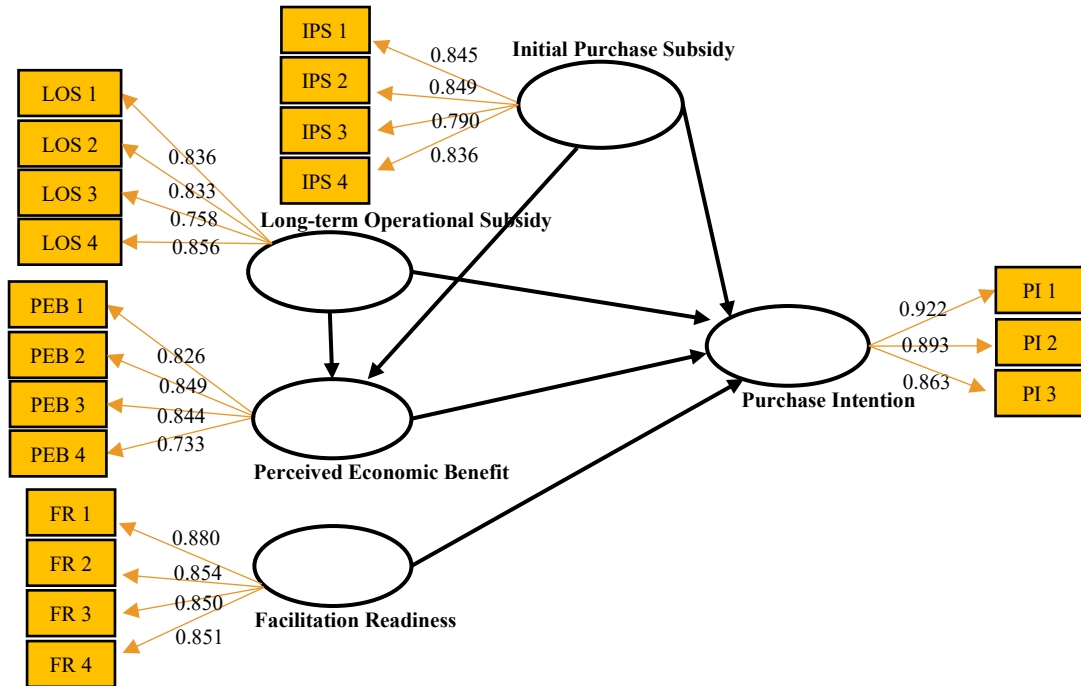 IPS 1
IPS 2
IPS 3
IPS 4
0.845
0.849
0.790
0.836
Initial Purchase Subsidy
LOS 1
LOS 2
LOS 3
LOS 4
0.836
0.833
0.758
0.856
Long-term Operational Subsidy
PEB 1
PEB 2
PEB 3
PEB 4
0.826
0.849
0.844
0.733
Perceived Economic Benefit
FR 1
FR 2
FR 3
FR 4
0.880
0.854
0.850
0.851
Facilitation Readiness
Purchase Intention
0.922
0.893
0.863
PI 1
PI 2
PI 3